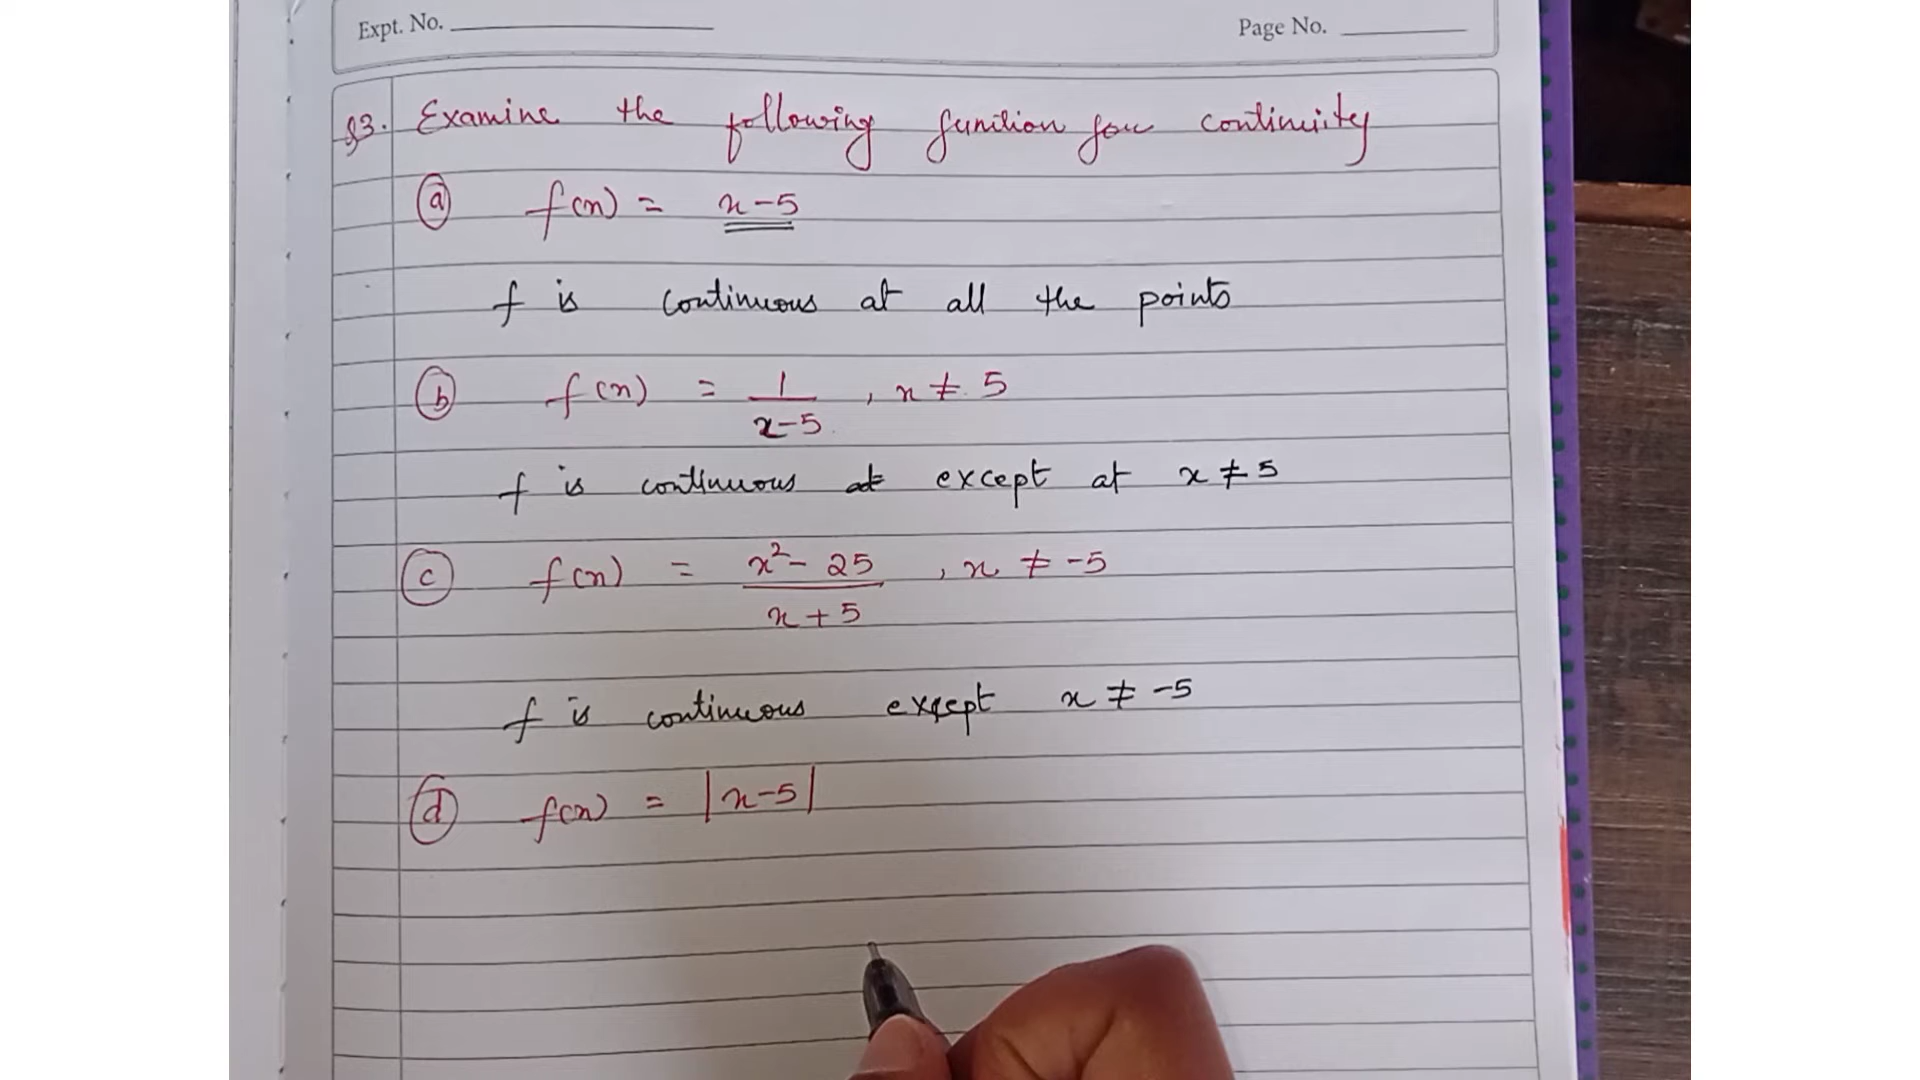 Expt. No. Page No.
Q3. Examine the following function for continuity
(a) f(x) = x-5
f is continuous at all the points
(b) f(x) = 1/(x-5), x ≠ 5
f is continuous at except at x ≠ 5
(c) f(x) = (x²- 25)/(x + 5), x ≠ -5
f is continuous except x ≠ -5
(d) f(x) = |x-5|